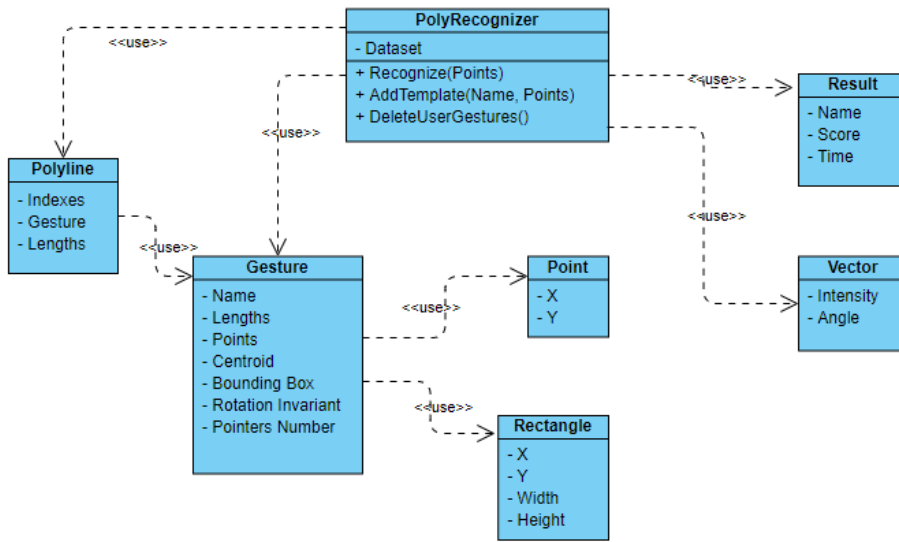 PolyRecognizer
- Dataset
+ Recognize(Points)
+ AddTemplate(Name, Points)
+ DeleteUserGestures()
<<use>>
<<use>>
<<use>>
<<use>>
Result
- Name
- Score
- Time
Polyline
- Indexes
- Gesture
- Lengths
<<use>>
Gesture
- Name
- Lengths
- Points
- Centroid
- Bounding Box
- Rotation Invariant
- Pointers Number
<<use>>
<<use>>
Point
- X
- Y
Vector
- Intensity
- Angle
Rectangle
- X
- Y
- Width
- Height